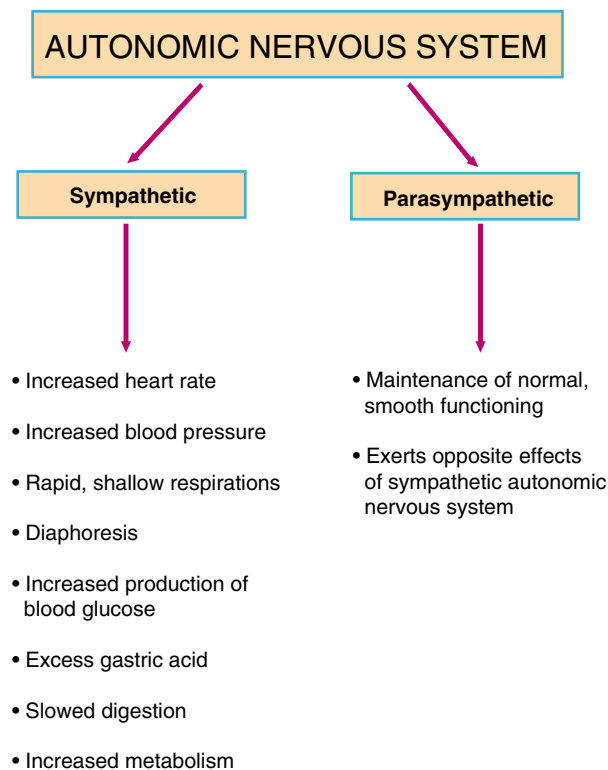 AUTONOMIC NERVOUS SYSTEM
Sympathetic
Parasympathetic
• Increased heart rate
• Increased blood pressure
• Rapid, shallow respirations
• Diaphoresis
• Increased production of
blood glucose
• Excess gastric acid
• Slowed digestion
• Increased metabolism
• Maintenance of normal,
smooth functioning
• Exerts opposite effects
of sympathetic autonomic
nervous system